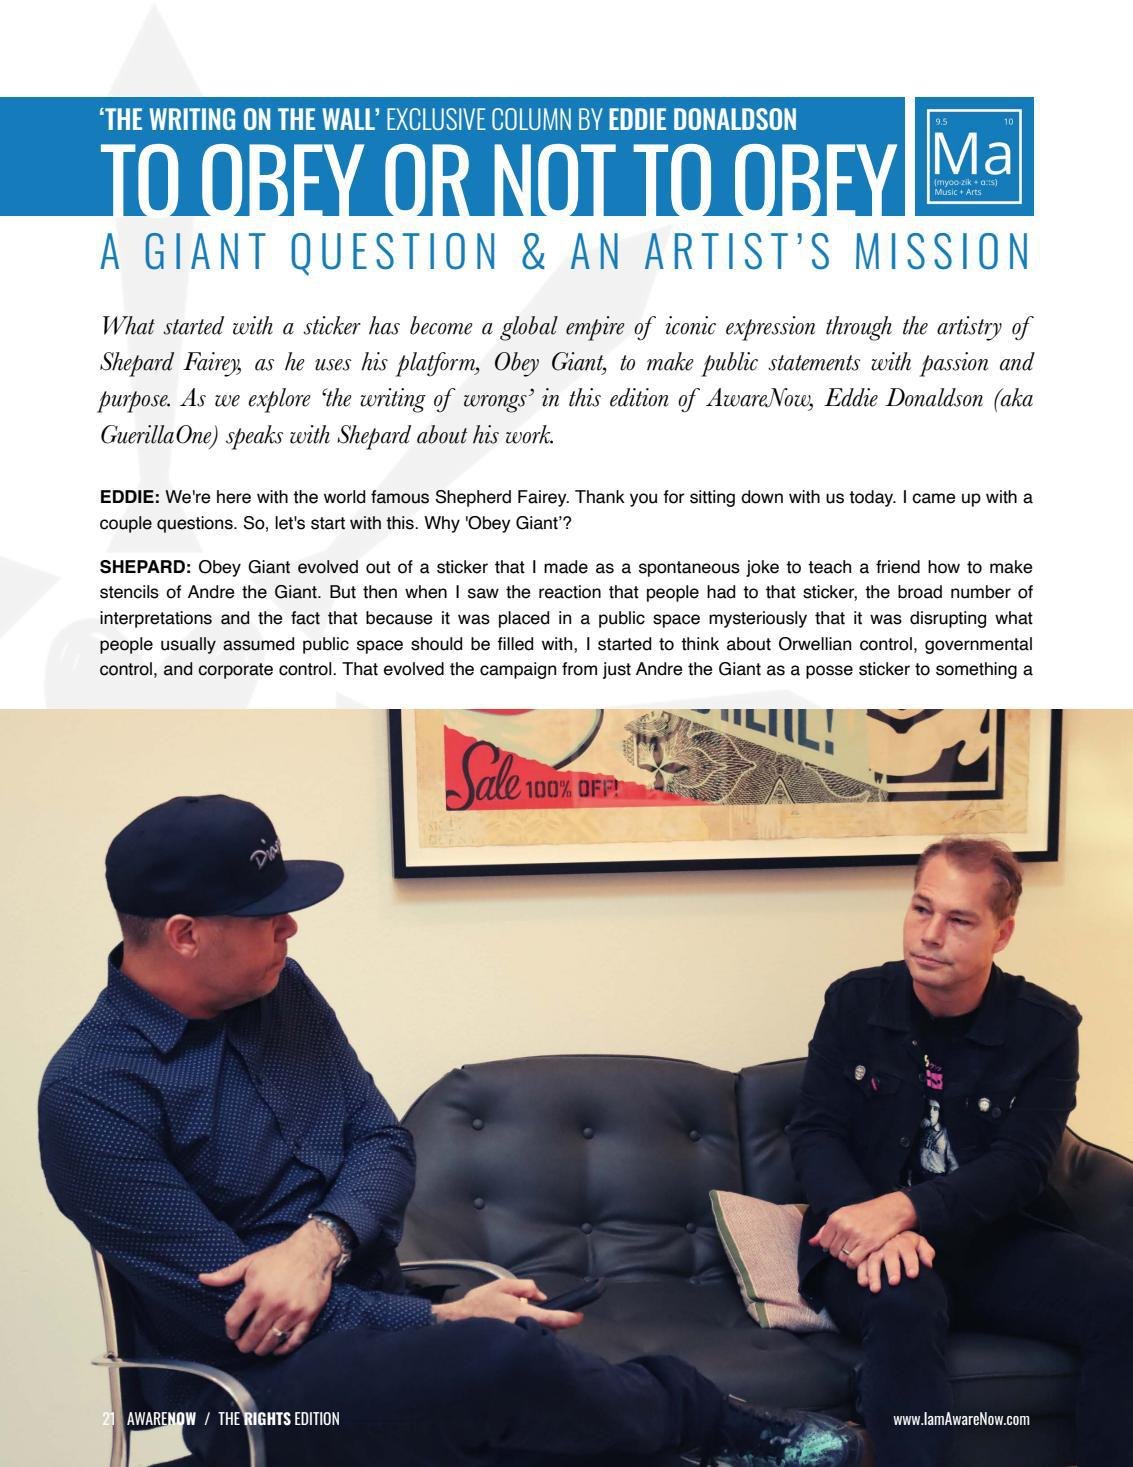 ‘THE WRITING ON THE WALL’ EXCLUSIVE COLUMN BY EDDIE DONALDSON
TO OBEY OR NOT TO OBEY
9.5 10
Ma
(myoo-zik + ɑːts)
Music + Arts
A GIANT QUESTION & AN ARTIST’S MISSION
What started with a sticker has become a global empire of iconic expression through the artistry of
Shepard Fairey, as he uses his platform, Obey Giant, to make public statements with passion and
purpose. As we explore ‘the writing of wrongs’ in this edition of AwareNow, Eddie Donaldson (aka
GuerillaOne) speaks with Shepard about his work.
EDDIE: We're here with the world famous Shepherd Fairey. Thank you for sitting down with us today. I came up with a
couple questions. So, let's start with this. Why 'Obey Giant’?
SHEPARD: Obey Giant evolved out of a sticker that I made as a spontaneous joke to teach a friend how to make
stencils of Andre the Giant. But then when I saw the reaction that people had to that sticker, the broad number of
interpretations and the fact that because it was placed in a public space mysteriously that it was disrupting what
people usually assumed public space should be filled with, I started to think about Orwellian control, governmental
control, and corporate control. That evolved the campaign from just Andre the Giant as a posse sticker to something a
HERE!
Sale 100% OFF!
21 AWARENOW / THE RIGHTS EDITION
www.IamAwareNow.com